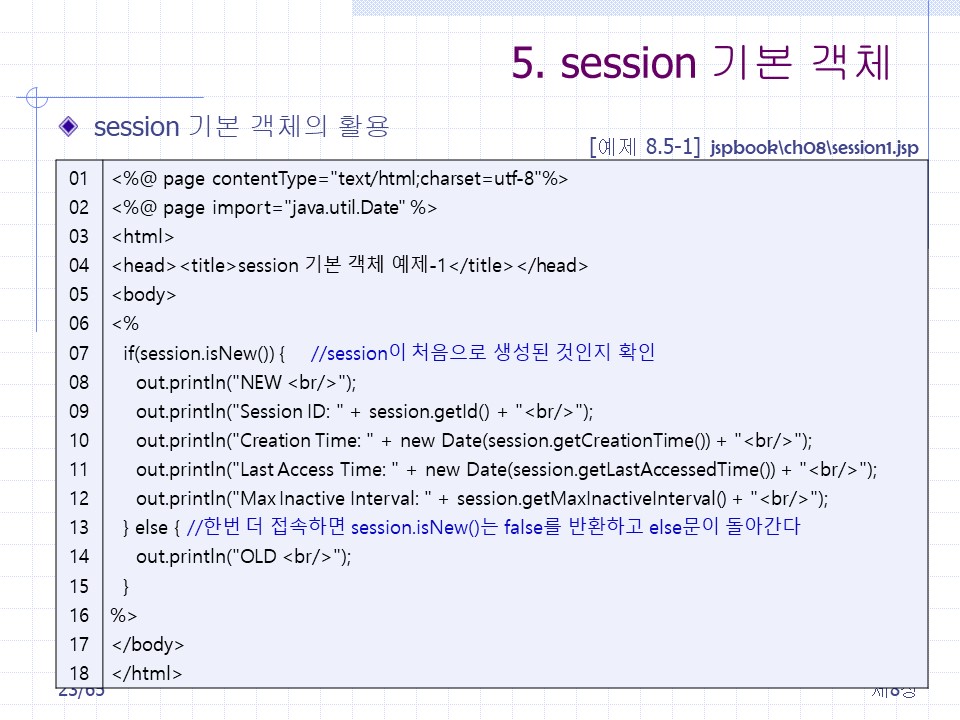 5. session 기본 객체
session 기본 객체의 활용
[예제 8.5-1] jspbook\ch08\session1.jsp
01 <%@ page contentType="text/html;charset=utf-8"%>
02 <%@ page import="java.util.Date" %>
03 <html>
04 <head><title>session 기본 객체 예제-1</title></head>
05 <body>
06 <%
07 if(session.isNew()) { //session이 처음으로 생성된 것인지 확인
08 out.println("NEW <br/>");
09 out.println("Session ID: " + session.getId() + "<br/>");
10 out.println("Creation Time: " + new Date(session.getCreationTime()) + "<br/>");
11 out.println("Last Access Time: " + new Date(session.getLastAccessedTime()) + "<br/>");
12 out.println("Max Inactive Interval: " + session.getMaxInactiveInterval() + "<br/>");
13 } else { //한번 더 접속하면 session.isNew()는 false를 반환하고 else문이 돌아간다
14 out.println("OLD <br/>");
15 }
16 %>
17 </body>
18 </html>
23/65
제8장